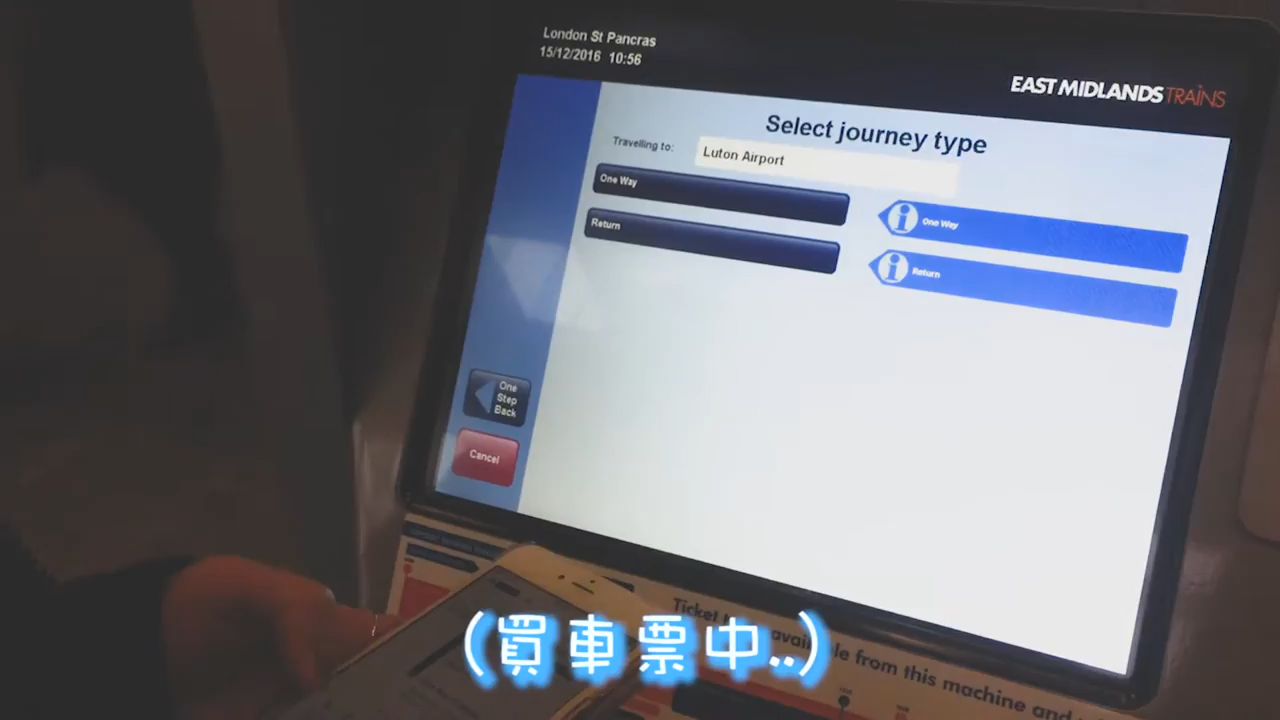 London St Pancras
15/12/2016 10:56
EAST MIDLANDS TRAINS
Select journey type
Travelling to: Luton Airport
One Way
One Way
Return
Return
One
Step
Back
Cancel
(買車票中..)
from this machine and